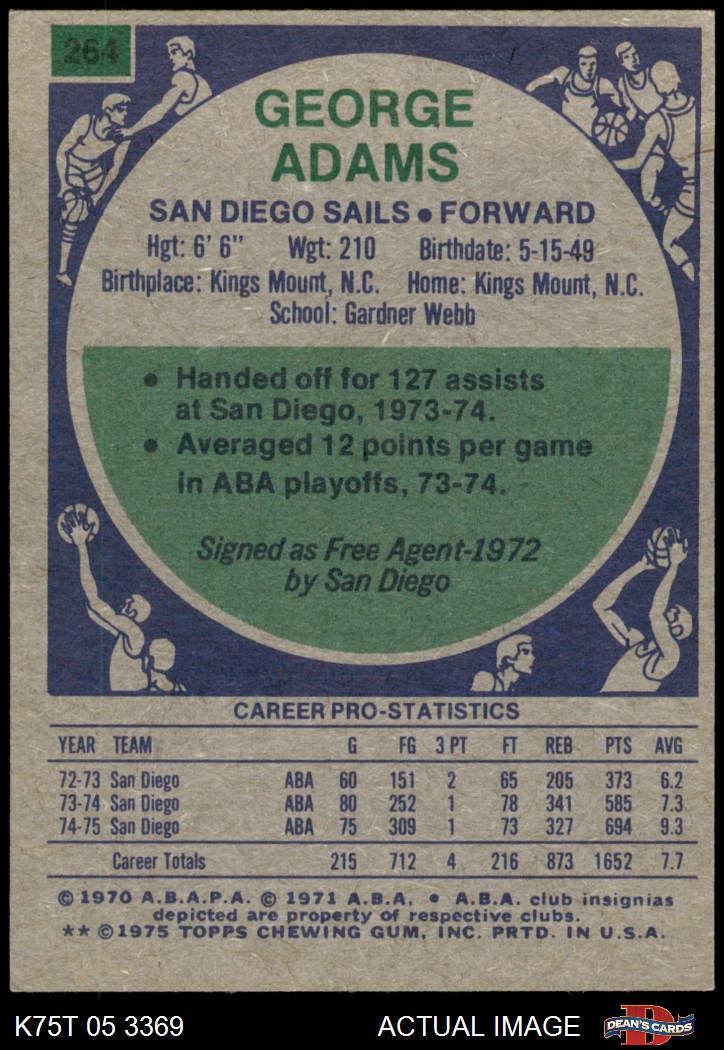 264
GEORGE
ADAMS
SAN DIEGO SAILS • FORWARD
Hgt: 6' 6" Wgt: 210 Birthdate: 5-15-49
Birthplace: Kings Mount, N.C. Home: Kings Mount, N.C.
School: Gardner Webb
• Handed off for 127 assists
at San Diego, 1973-74.
• Averaged 12 points per game
in ABA playoffs, 73-74.
Signed as Free Agent-1972
by San Diego
CAREER PRO-STATISTICS
YEAR TEAM G FG 3 PT FT REB PTS AVG
72-73 San Diego ABA 60 151 2 65 205 373 6.2
73-74 San Diego ABA 80 252 1 78 341 585 7.3
74-75 San Diego ABA 75 309 1 73 327 694 9.3
Career Totals 215 712 4 216 873 1652 7.7
© 1970 A.B.A.P.A. © 1971 A.B.A. • A.B.A. club insignias
depicted are property of respective clubs.
** © 1975 TOPPS CHEWING GUM, INC. PRTD. IN U.S.A.
K75T 05 3369 ACTUAL IMAGE D DEAN'S CARDS